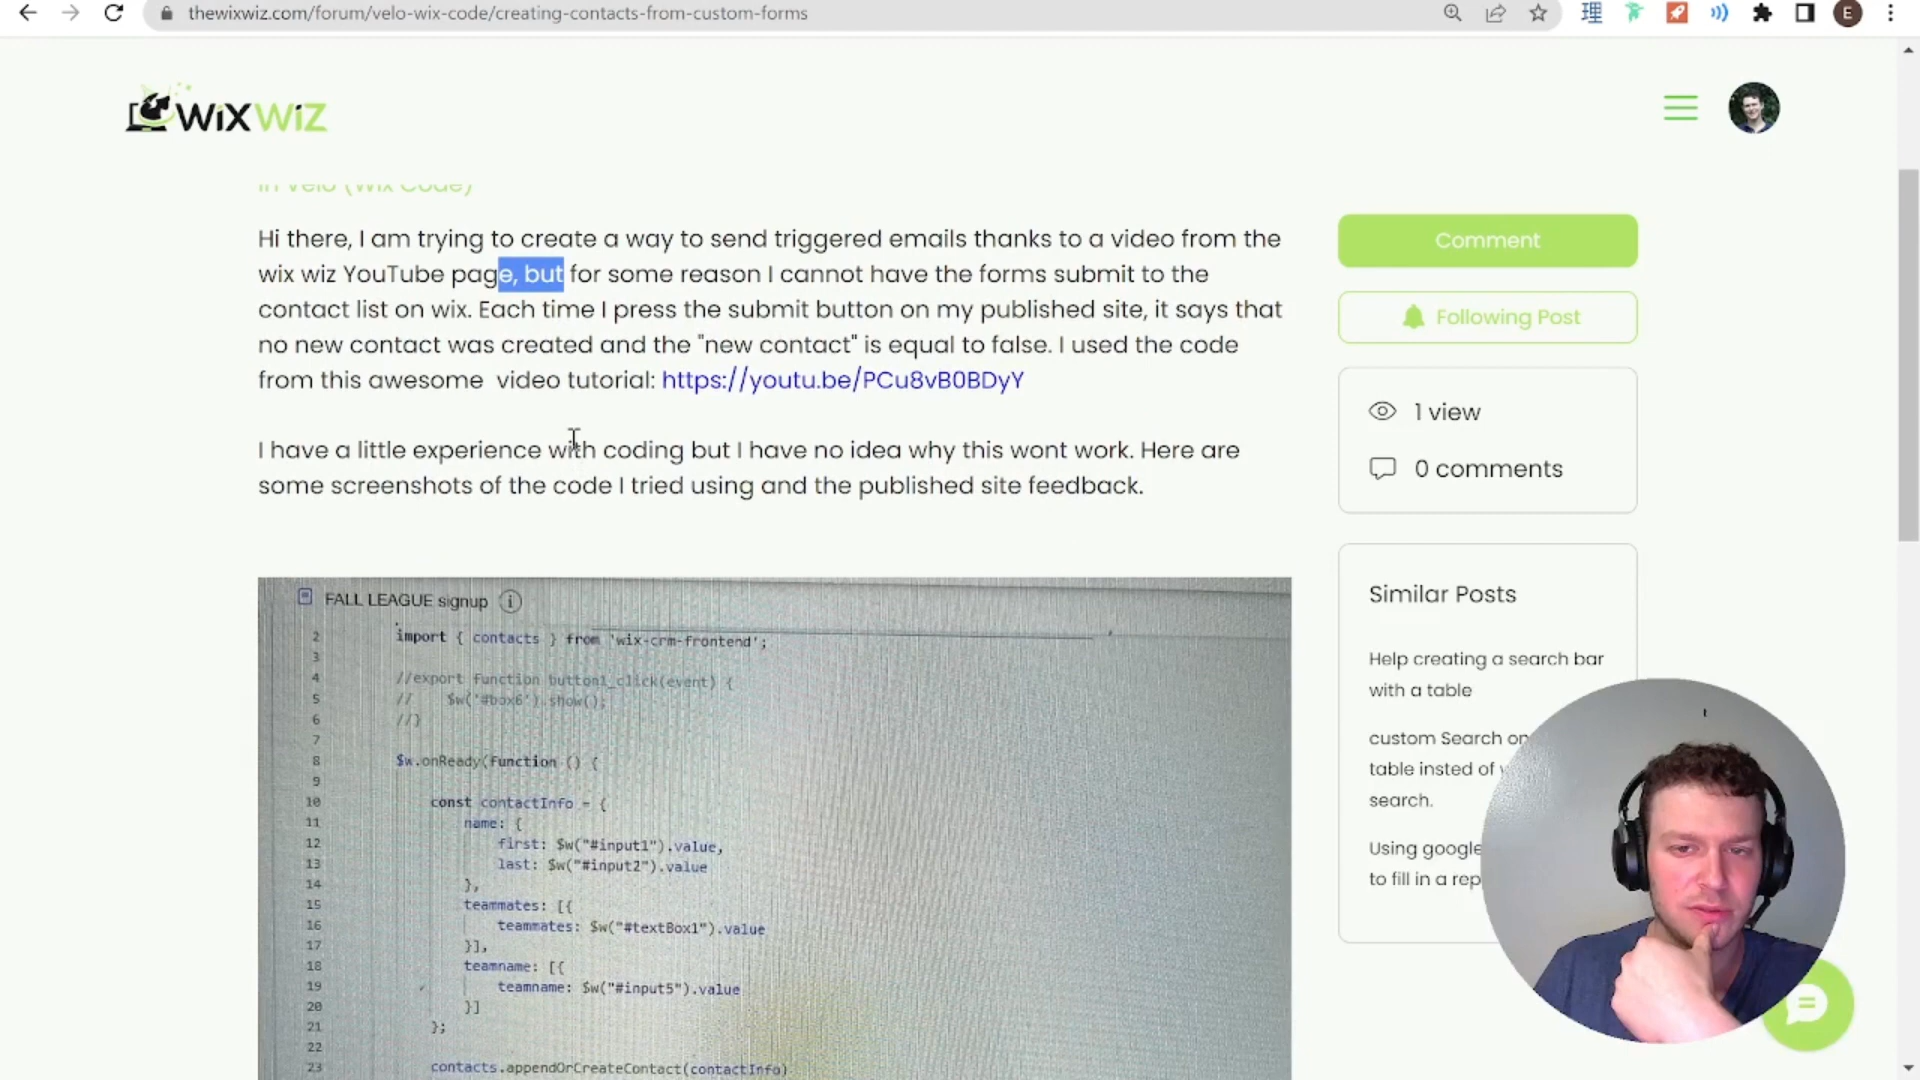 thewixwiz.com/forum/velo-wix-code/creating-contacts-from-custom-forms
理
E
WiX WiZ
in Velo (Wix Code)
Hi there, I am trying to create a way to send triggered emails thanks to a video from the
wix wiz YouTube page, but for some reason I cannot have the forms submit to the
contact list on wix. Each time I press the submit button on my published site, it says that
no new contact was created and the "new contact" is equal to false. I used the code
from this awesome  video tutorial: https://youtu.be/PCu8vB0BDyY
I have a little experience with coding but I have no idea why this wont work. Here are
some screenshots of the code I tried using and the published site feedback.
Comment
Following Post
1 view
0 comments
Similar Posts
Help creating a search bar
with a table
custom Search on
table insted of
search.
Using google
to fill in a rep
FALL LEAGUE signup
2 import { contacts } from 'wix-crm-frontend';
3
4 //export function button1_click(event) {
5 // $w('#box6').show();
6 //}
7
8 $w.onReady(function () {
9
10 const contactInfo = {
11 name: {
12 first: $w("#input1").value,
13 last: $w("#input2").value
14 },
15 teammates: [{
16 teammates: $w("#textBox1").value
17 }],
18 teamname: [{
19 teamname: $w("#input5").value
20 }]
21 };
22
23 contacts.appendOrCreateContact(contactInfo)